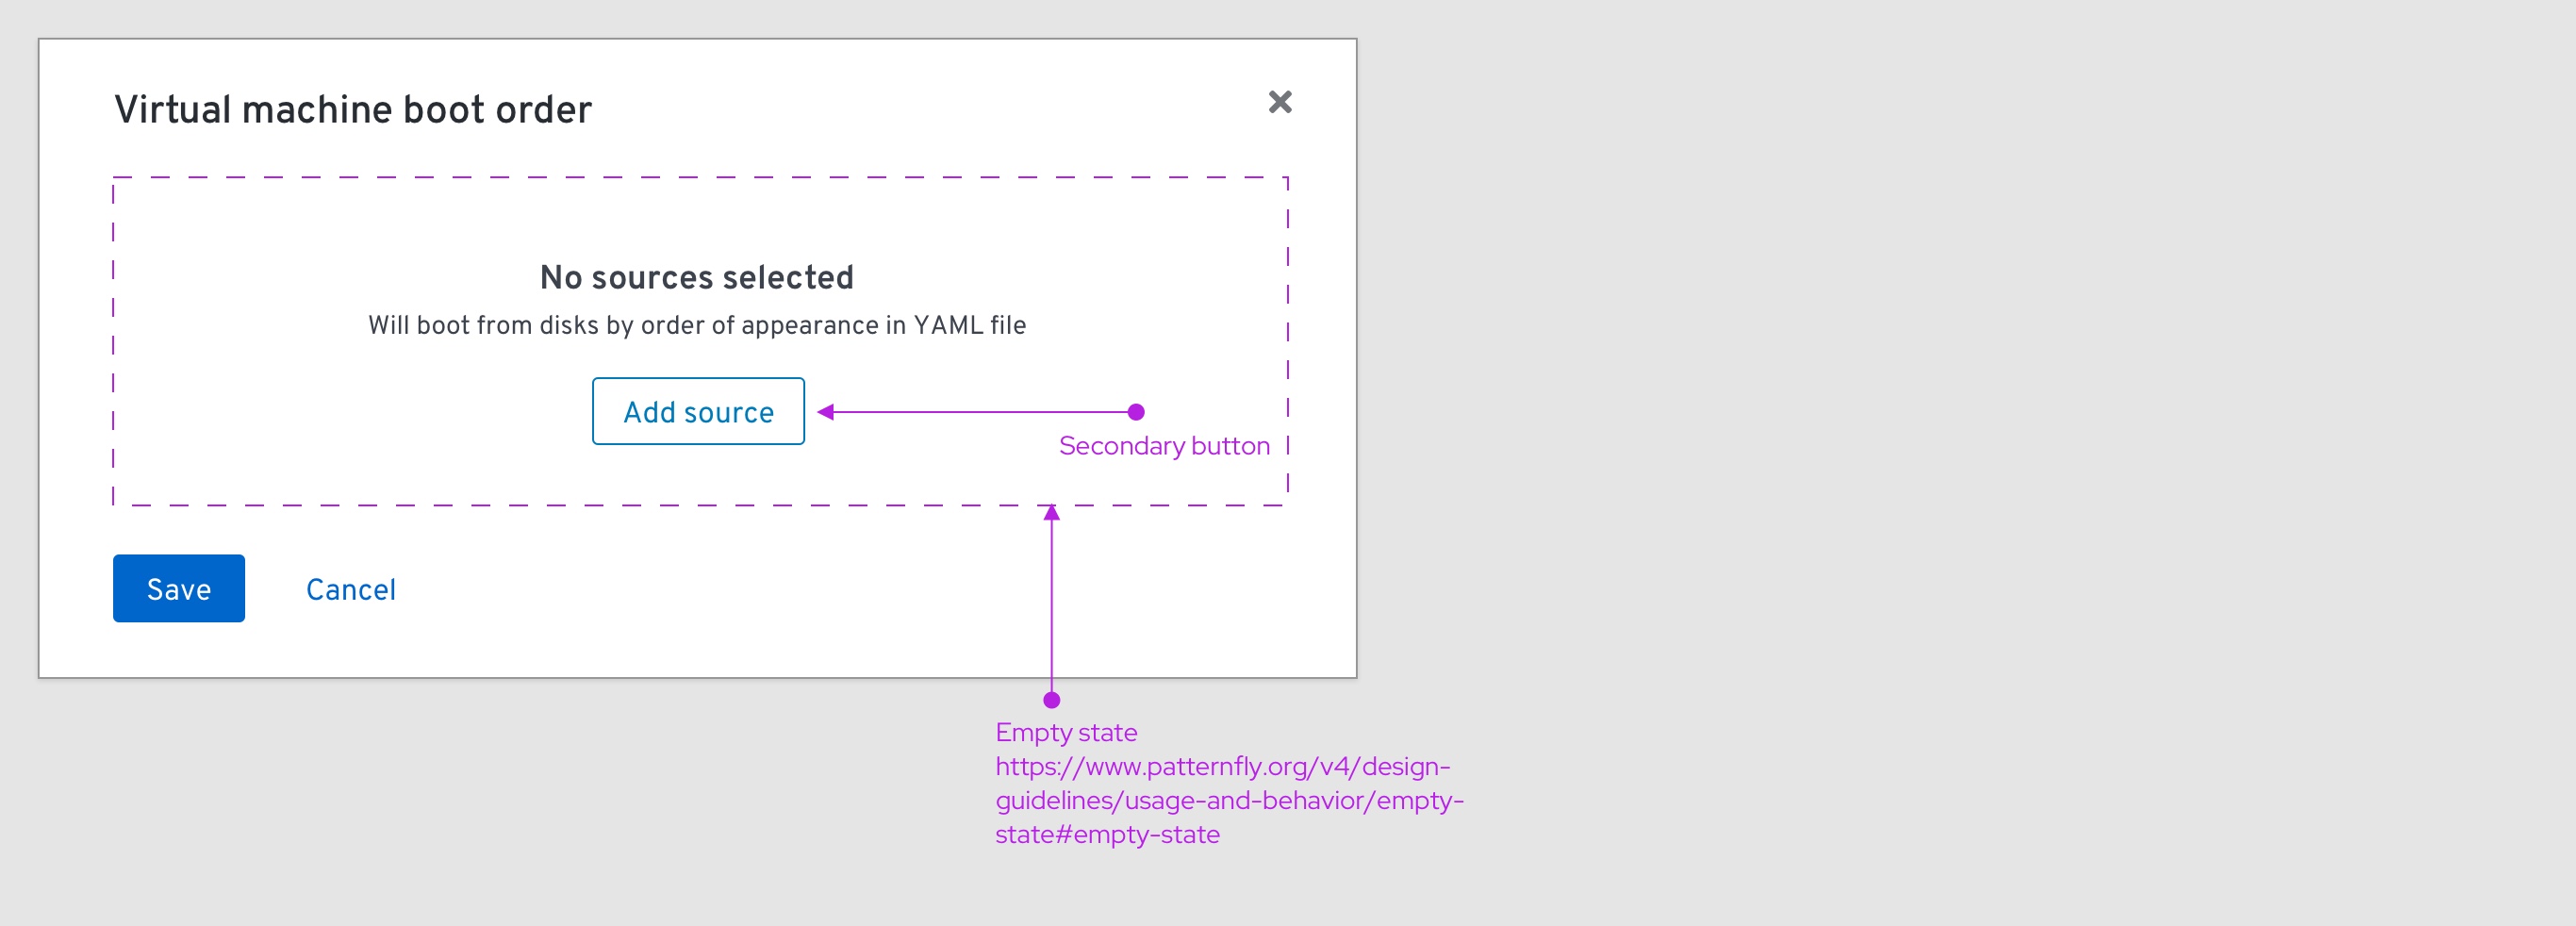 Virtual machine boot order
No sources selected
Will boot from disks by order of appearance in YAML file
Add source
Secondary button
Save
Cancel
Empty state
https://www.patternfly.org/v4/design-
guidelines/usage-and-behavior/empty-
state#empty-state